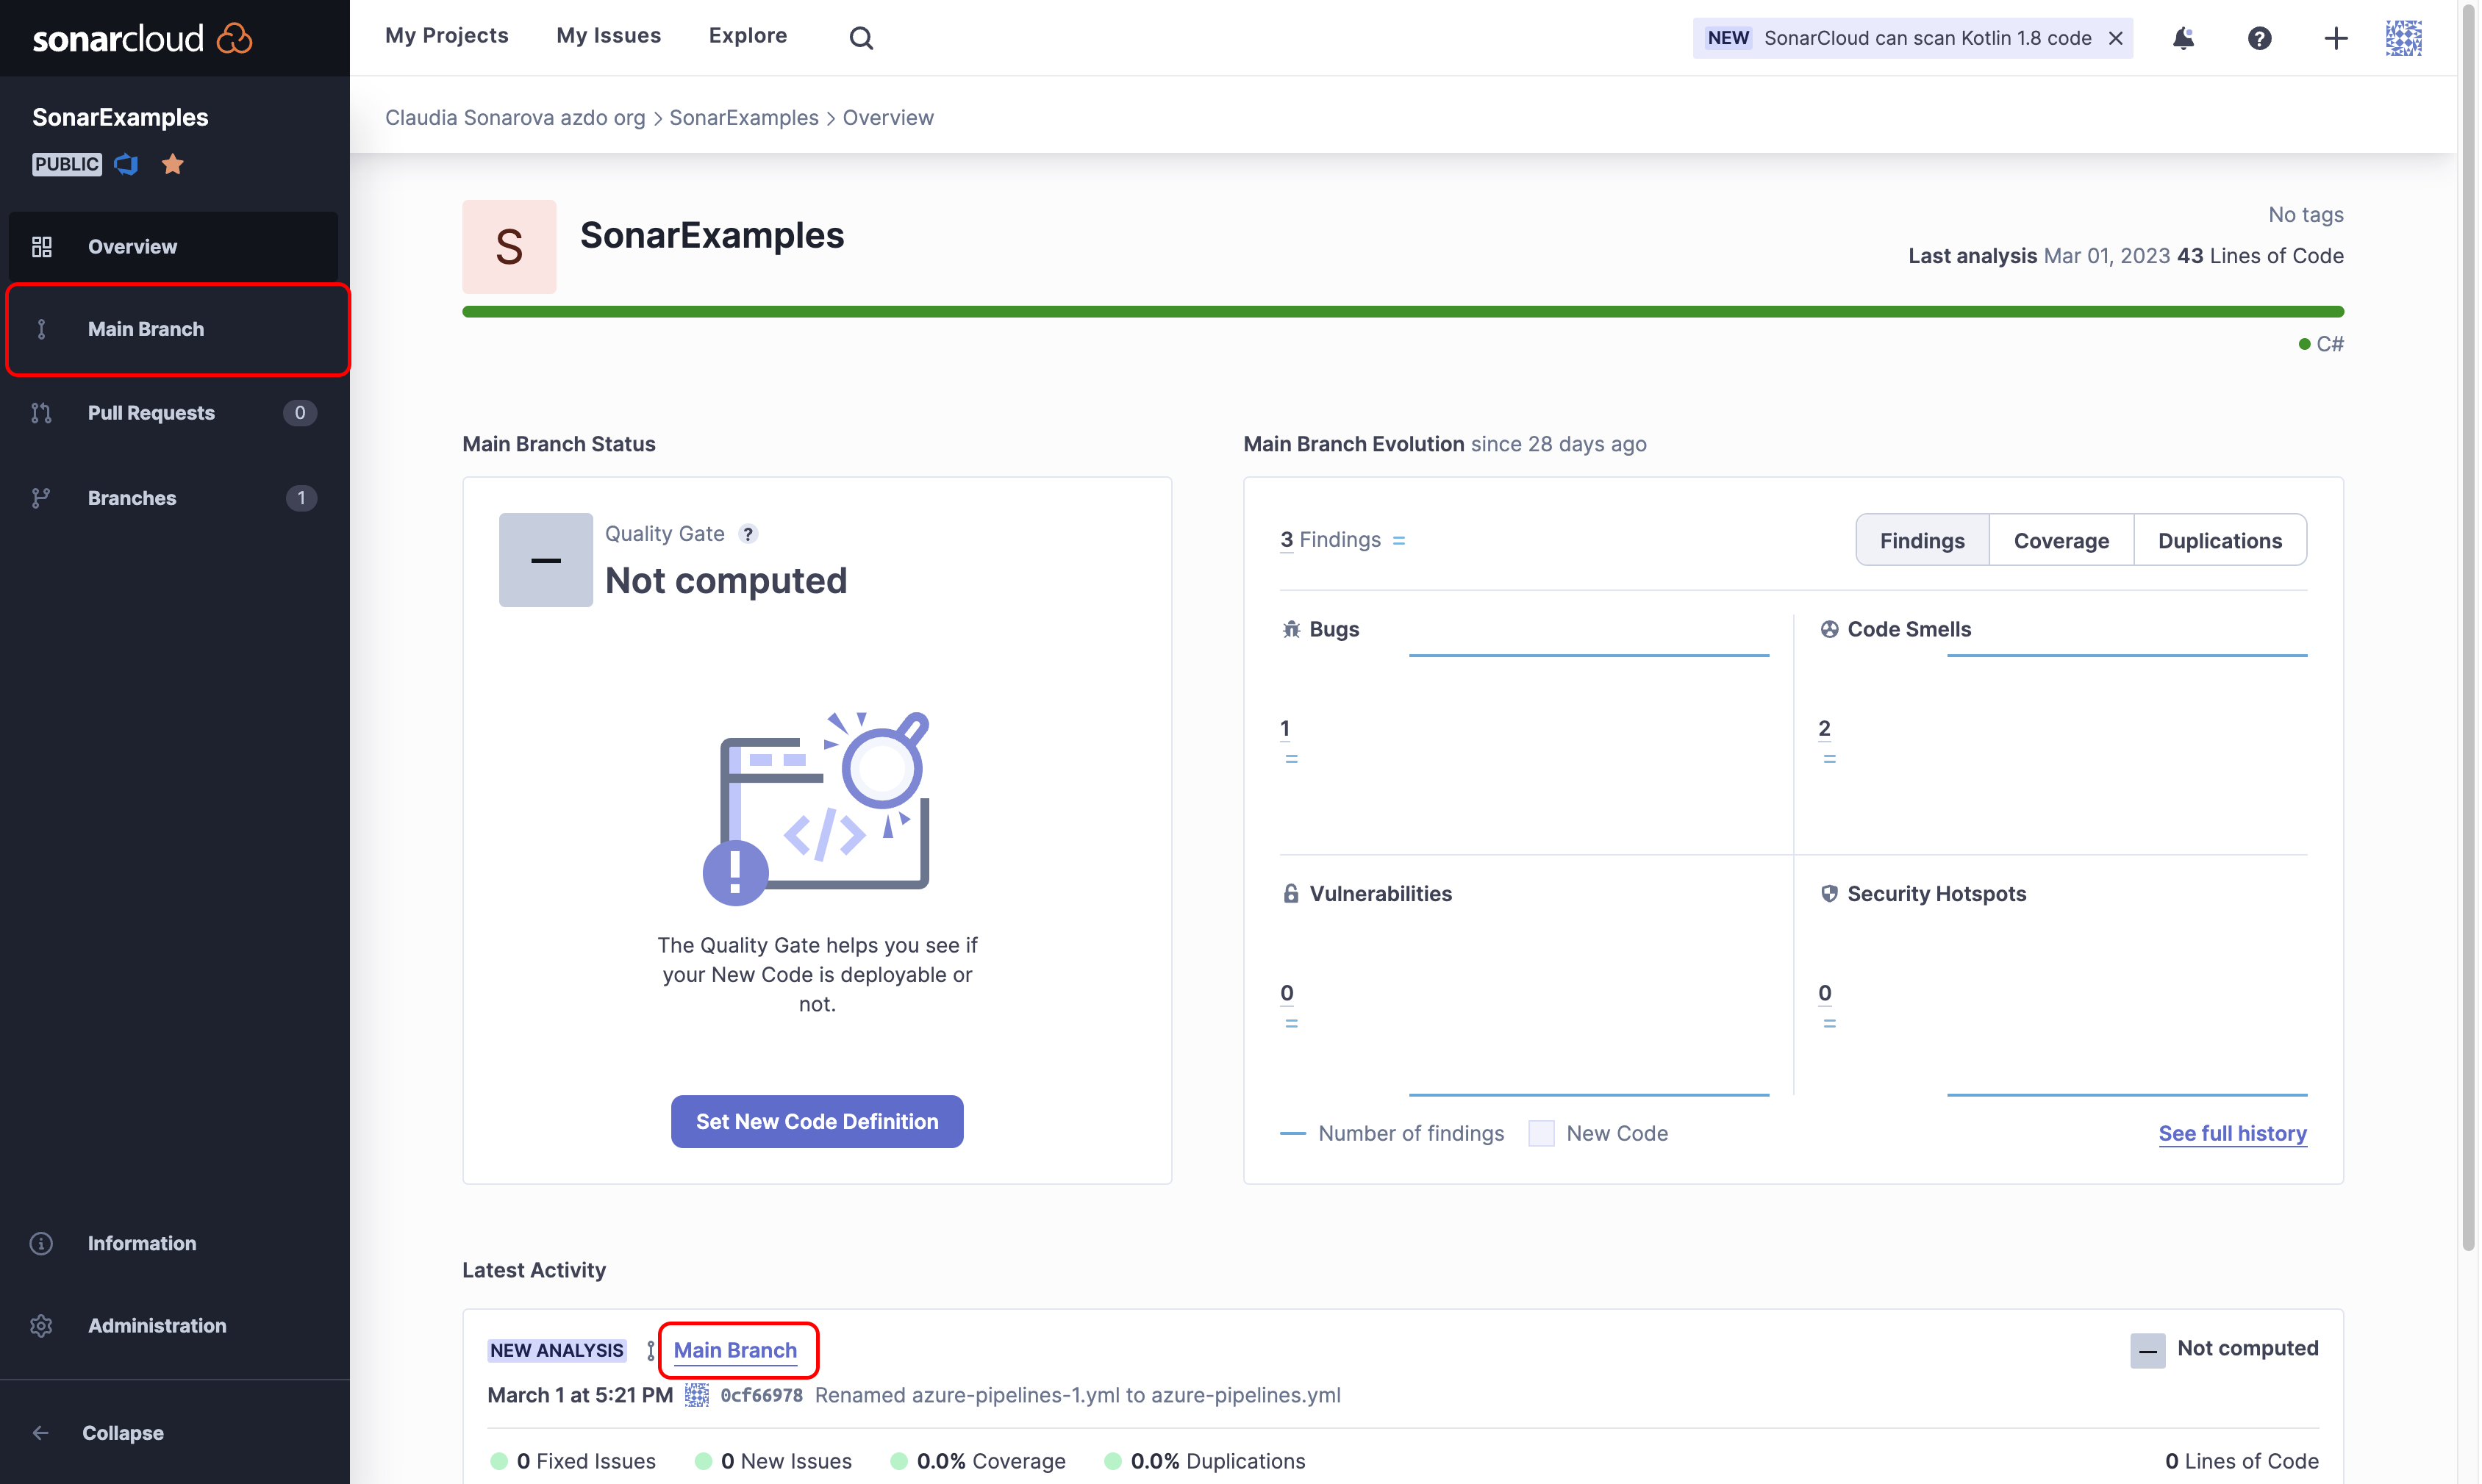 sonarcloud
My Projects My Issues Explore
NEW SonarCloud can scan Kotlin 1.8 code
SonarExamples
PUBLIC
Overview
Main Branch
Pull Requests 0
Branches 1
Information
Administration
Collapse
Claudia Sonarova azdo org > SonarExamples > Overview
S
SonarExamples
No tags
Last analysis Mar 01, 2023 43 Lines of Code
C#
Main Branch Status
Quality Gate ?
Not computed
</>
!
The Quality Gate helps you see if
your New Code is deployable or
not.
Set New Code Definition
Main Branch Evolution since 28 days ago
3 Findings =
Findings Coverage Duplications
Bugs
1
=
Code Smells
2
=
Vulnerabilities
0
=
Security Hotspots
0
=
Number of findings New Code
See full history
Latest Activity
NEW ANALYSIS Main Branch
Not computed
March 1 at 5:21 PM 0cf66978 Renamed azure-pipelines-1.yml to azure-pipelines.yml
0 Fixed Issues 0 New Issues 0.0% Coverage 0.0% Duplications
0 Lines of Code